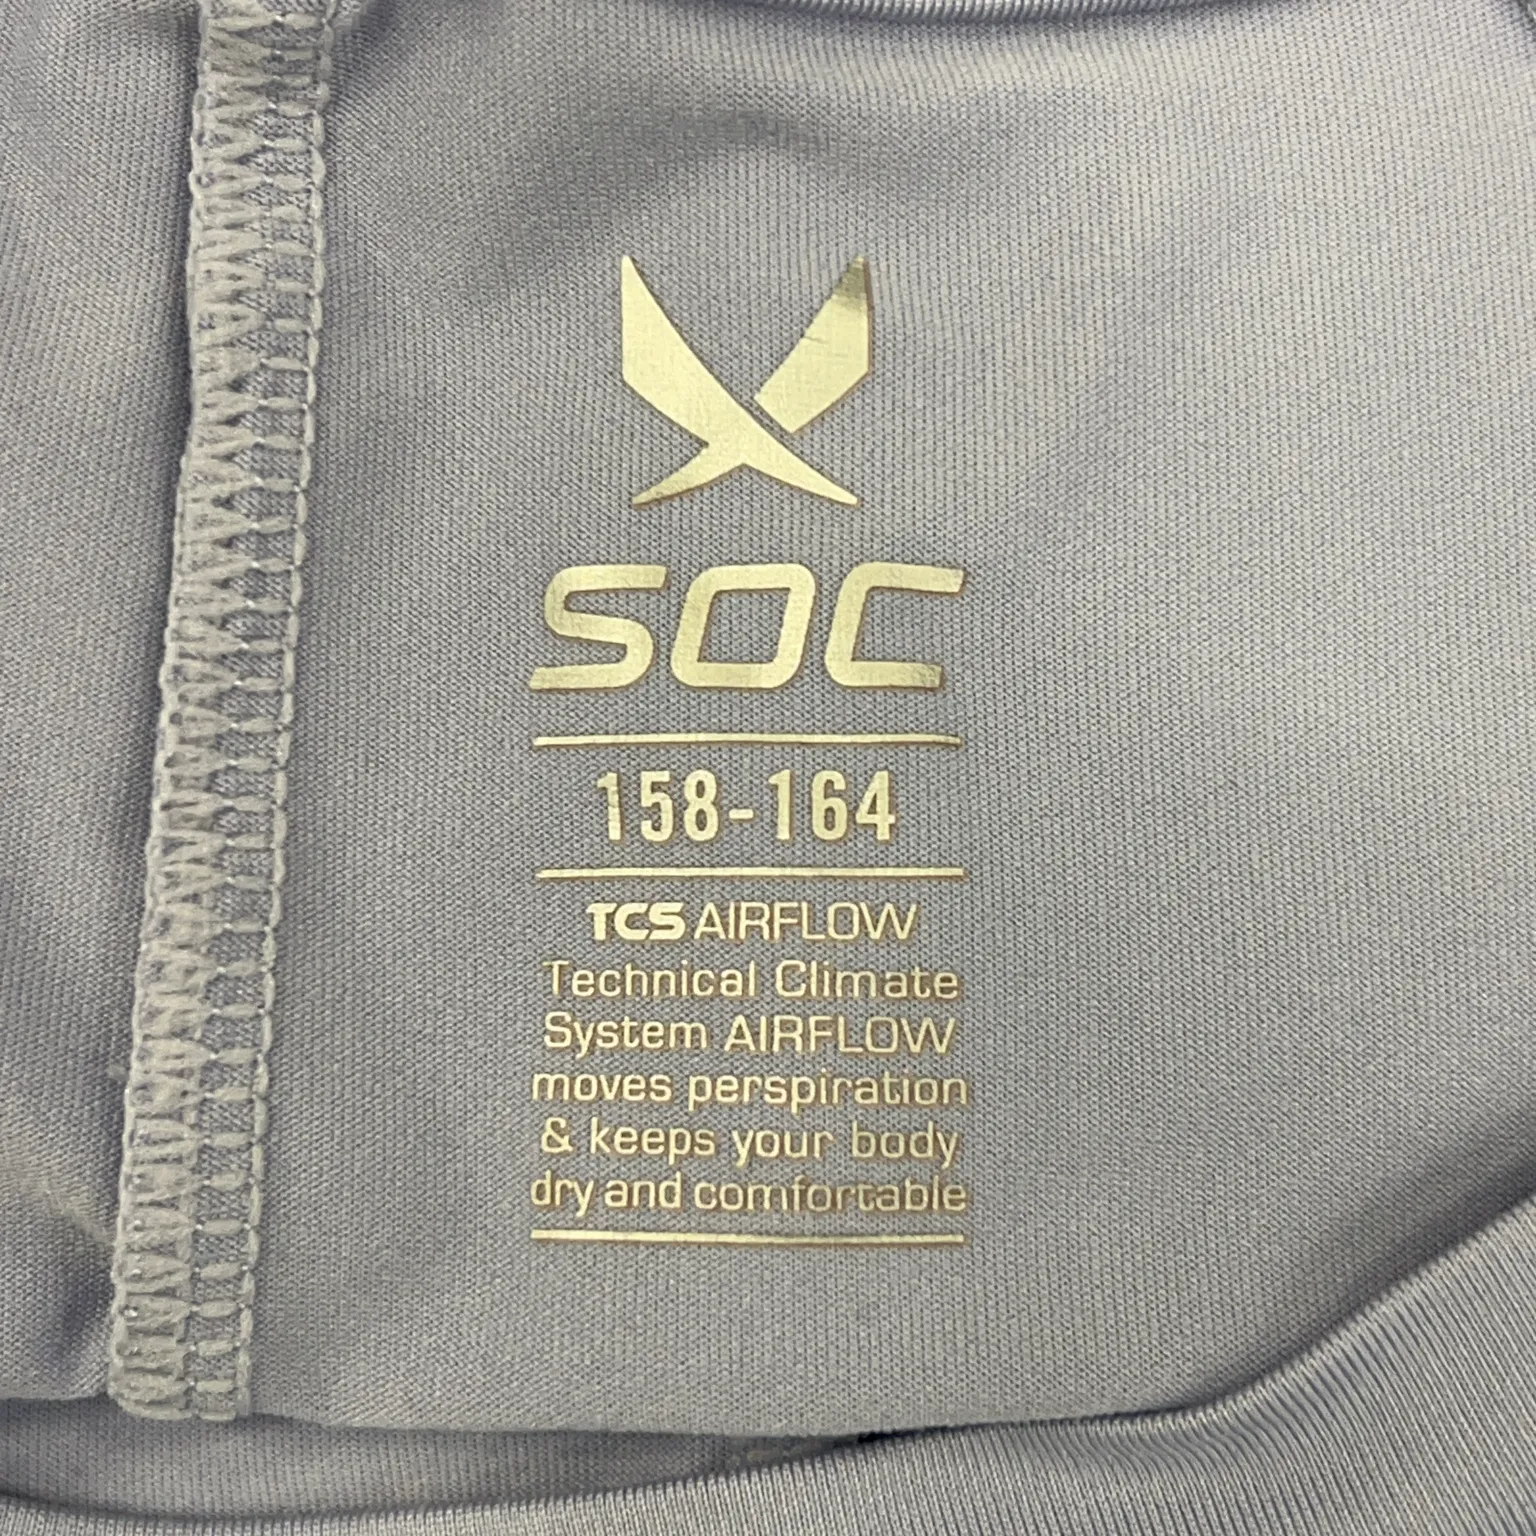 SOC
158-164
TCS AIRFLOW
Technical Climate
System AIRFLOW
moves perspiration
& keeps your body
dry and comfortable